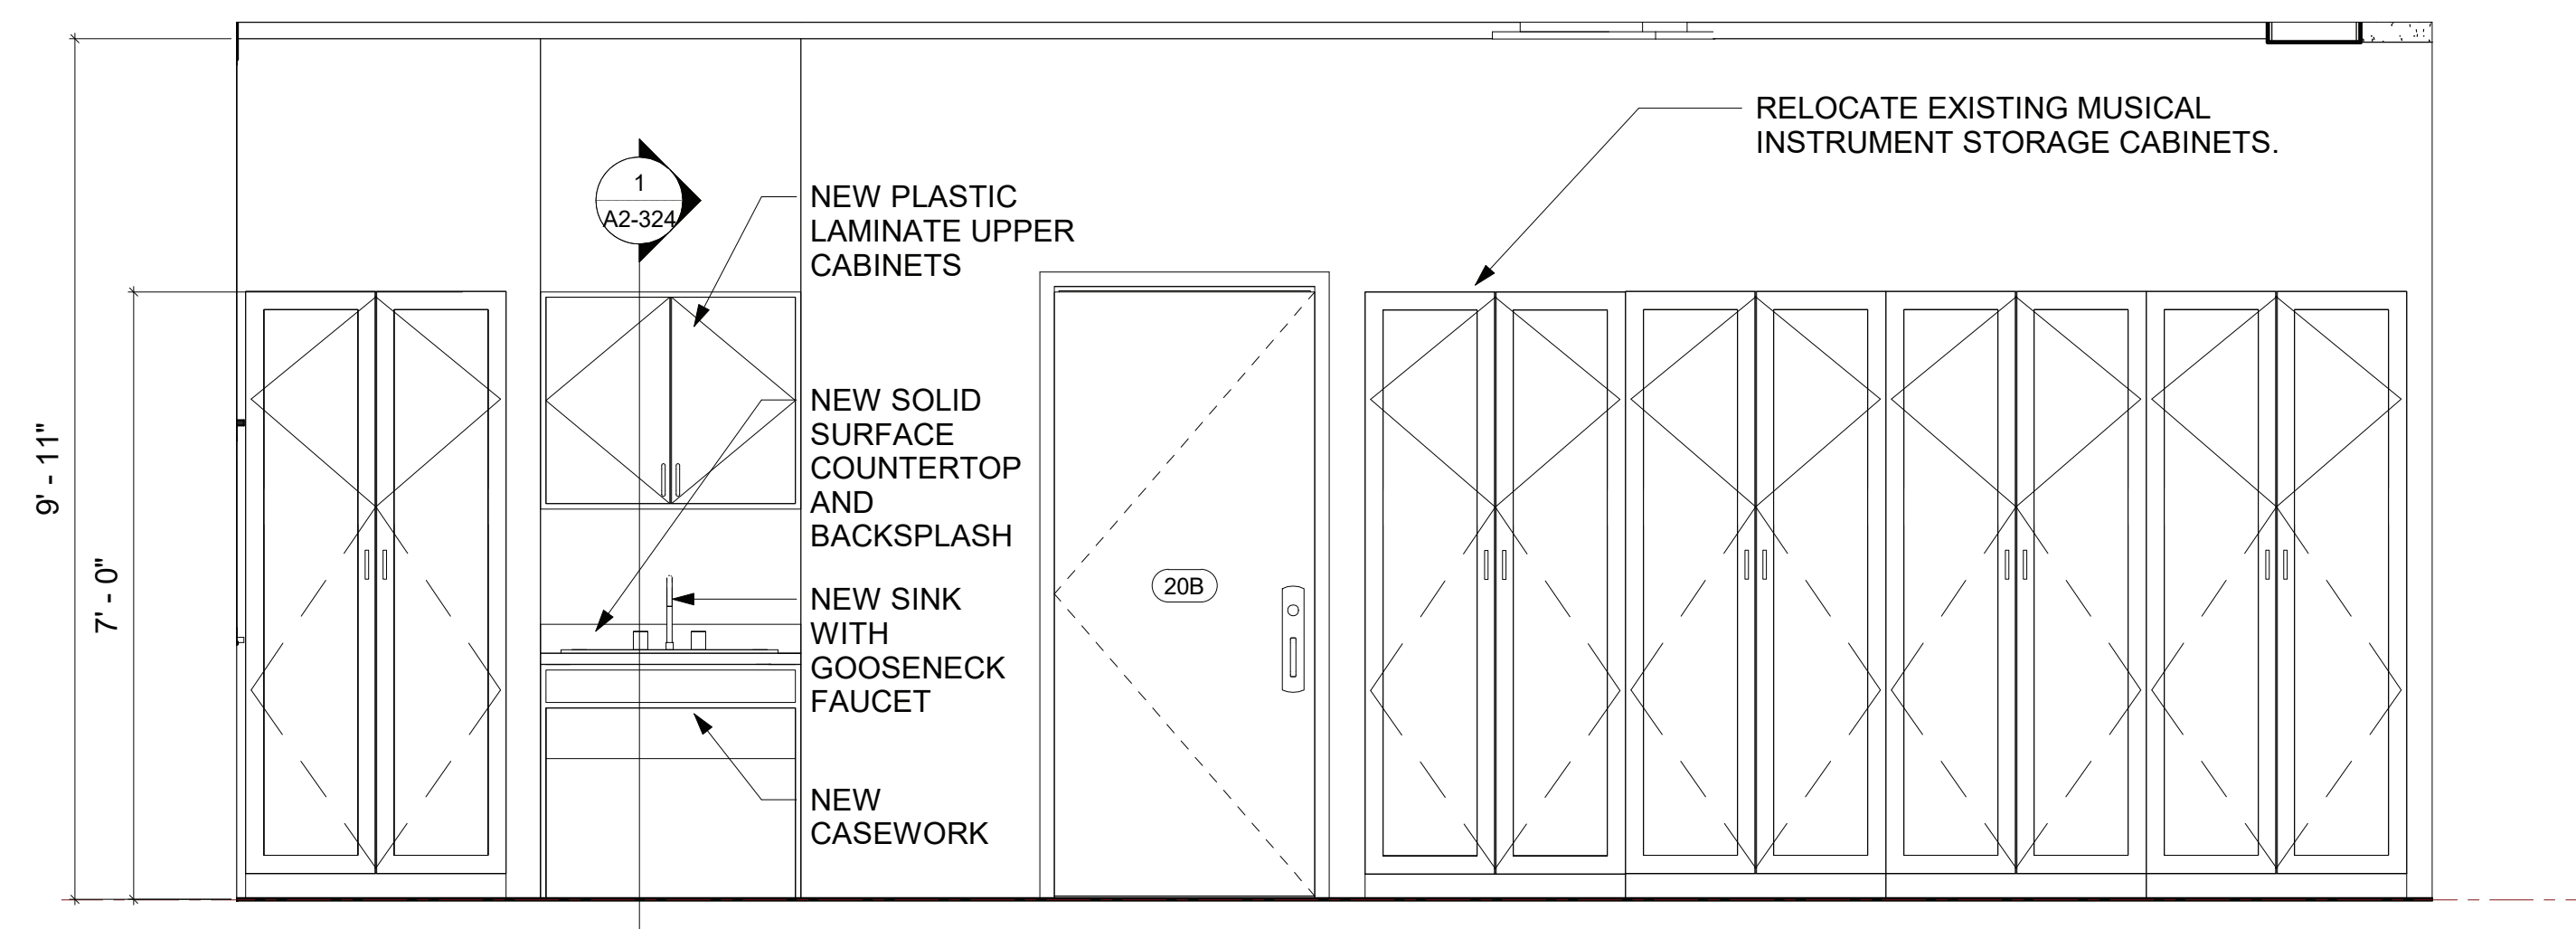 RELOCATE EXISTING MUSICAL
INSTRUMENT STORAGE CABINETS.
1
A2-324
NEW PLASTIC
LAMINATE UPPER
CABINETS
NEW SOLID
SURFACE
COUNTERTOP
AND
BACKSPLASH
NEW SINK
WITH
GOOSENECK
FAUCET
NEW
CASEWORK
20B
9' - 11"
7' - 0"